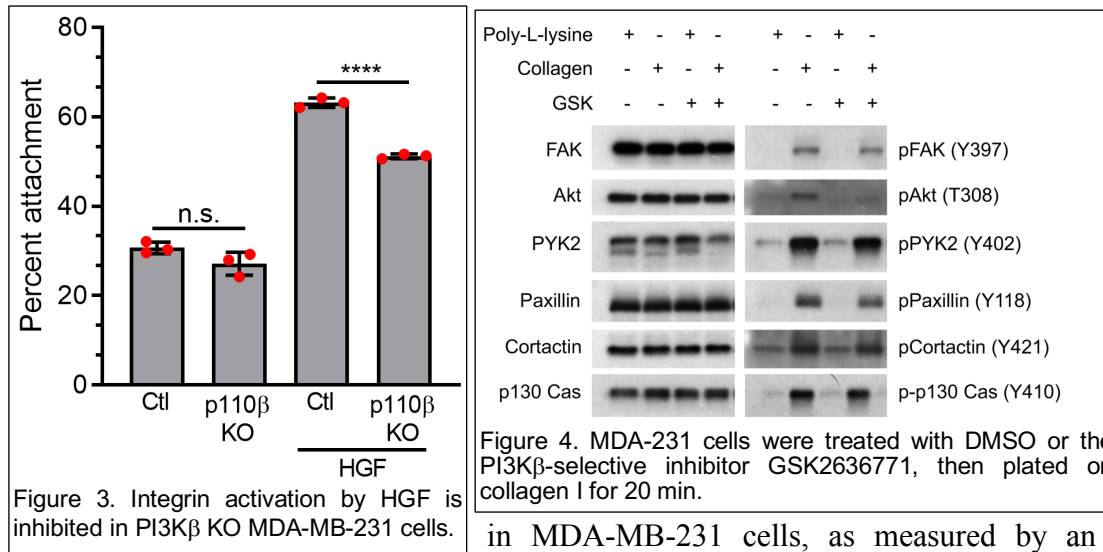 80
60
40
20
0
Percent attachment
****
n.s.
Ctl p110β KO Ctl p110β KO
HGF
Figure 3. Integrin activation by HGF is
inhibited in PI3Kβ KO MDA-MB-231 cells.
Poly-L-lysine + - + - + - + -
Collagen - + - + - + - +
GSK - - + + - - + +
FAK pFAK (Y397)
Akt pAkt (T308)
PYK2 pPYK2 (Y402)
Paxillin pPaxillin (Y118)
Cortactin pCortactin (Y421)
p130 Cas p-p130 Cas (Y410)
Figure 4. MDA-231 cells were treated with DMSO or the
PI3Kβ-selective inhibitor GSK2636771, then plated on
collagen I for 20 min.
in MDA-MB-231 cells, as measured by an